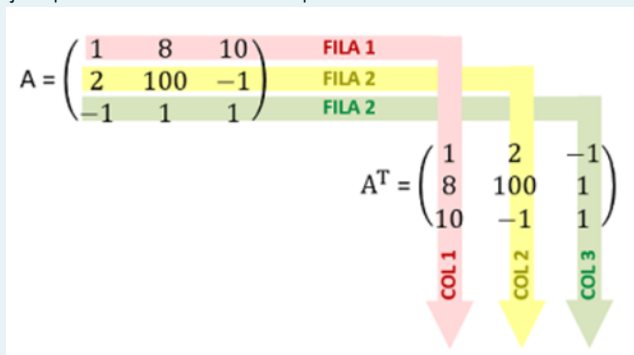 1 8 10 FILA 1
A = 2 100 −1 FILA 2
−1 1 1 FILA 2
1 2 −1
Aᵀ = 8 100 1
10 −1 1
COL 1 COL 2 COL 3